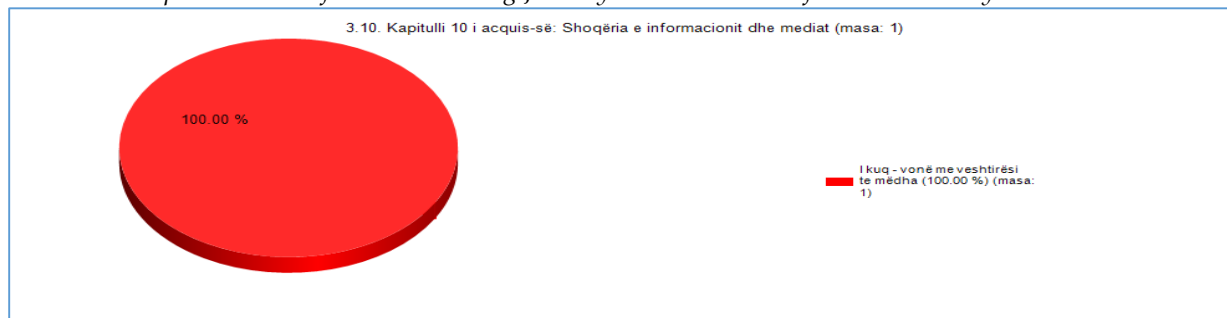 3.10. Kapitulli 10 i acquis-së: Shoqëria e informacionit dhe mediat (masa: 1)
100.00 %
I kuq - vonë me veshtirësi
te mëdha (100.00 %) (masa:
1)